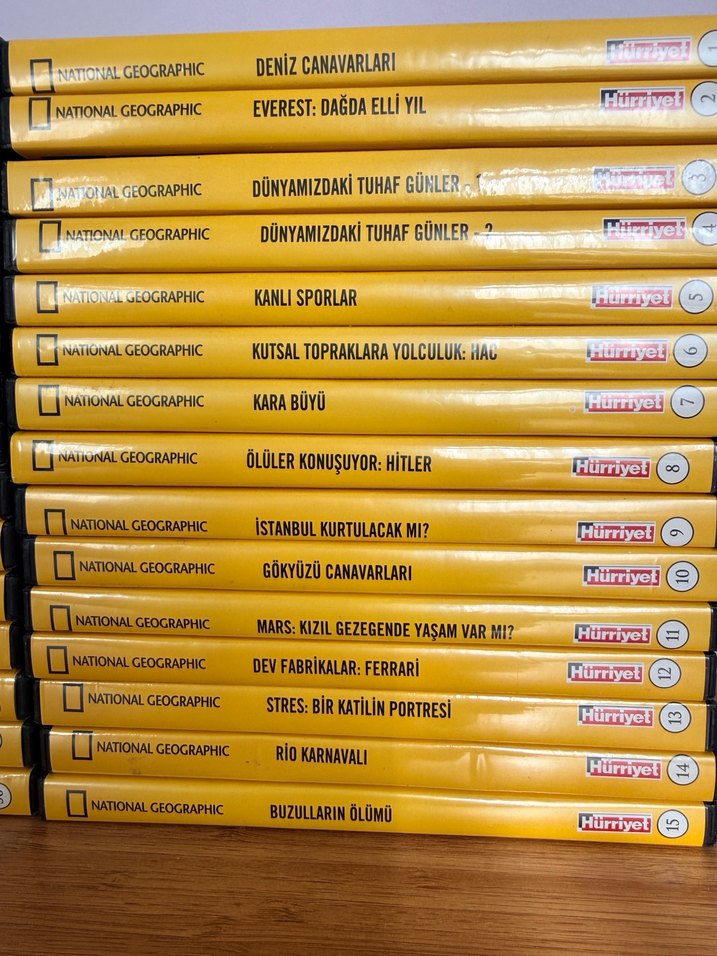 NATIONAL GEOGRAPHIC DENİZ CANAVARLARI Hürriyet 1
NATIONAL GEOGRAPHIC EVEREST: DAĞDA ELLİ YIL Hürriyet 2
NATIONAL GEOGRAPHIC DÜNYAMIZDAKİ TUHAF GÜNLER - Hürriyet 3
NATIONAL GEOGRAPHIC DÜNYAMIZDAKİ TUHAF GÜNLER - 2 Hürriyet 4
NATIONAL GEOGRAPHIC KANLI SPORLAR Hürriyet 5
NATIONAL GEOGRAPHIC KUTSAL TOPRAKLARA YOLCULUK: HAC Hürriyet 6
NATIONAL GEOGRAPHIC KARA BÜYÜ Hürriyet 7
NATIONAL GEOGRAPHIC ÖLÜLER KONUŞUYOR: HİTLER Hürriyet 8
NATIONAL GEOGRAPHIC İSTANBUL KURTULACAK MI? Hürriyet 9
NATIONAL GEOGRAPHIC GÖKYÜZÜ CANAVARLARI Hürriyet 10
NATIONAL GEOGRAPHIC MARS: KIZIL GEZEGENDE YAŞAM VAR MI? Hürriyet 11
NATIONAL GEOGRAPHIC DEV FABRİKALAR: FERRARİ Hürriyet 12
NATIONAL GEOGRAPHIC STRES: BİR KATİLİN PORTRESİ Hürriyet 13
NATIONAL GEOGRAPHIC RİO KARNAVALI Hürriyet 14
NATIONAL GEOGRAPHIC BUZULLARIN ÖLÜMÜ Hürriyet 15